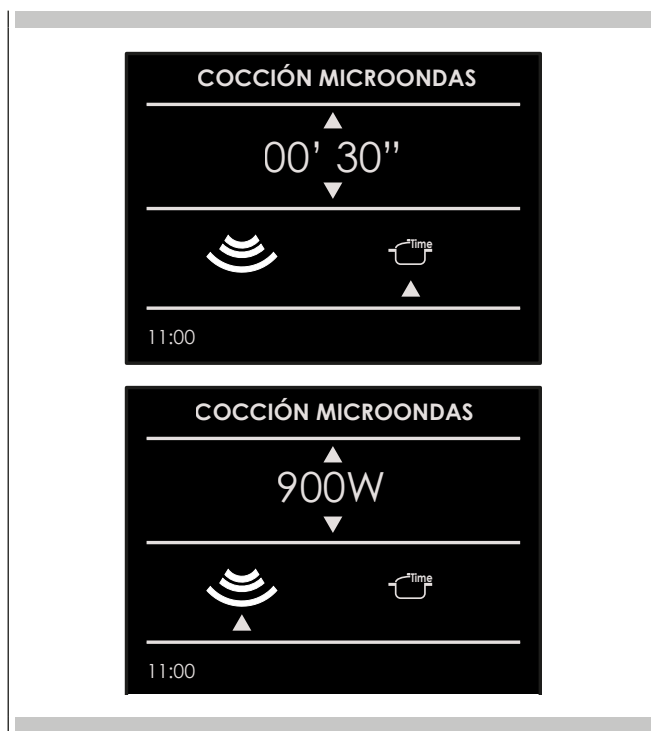 COCCIÓN MICROONDAS
00’ 30’’
Time
11:00
COCCIÓN MICROONDAS
900W
Time
11:00